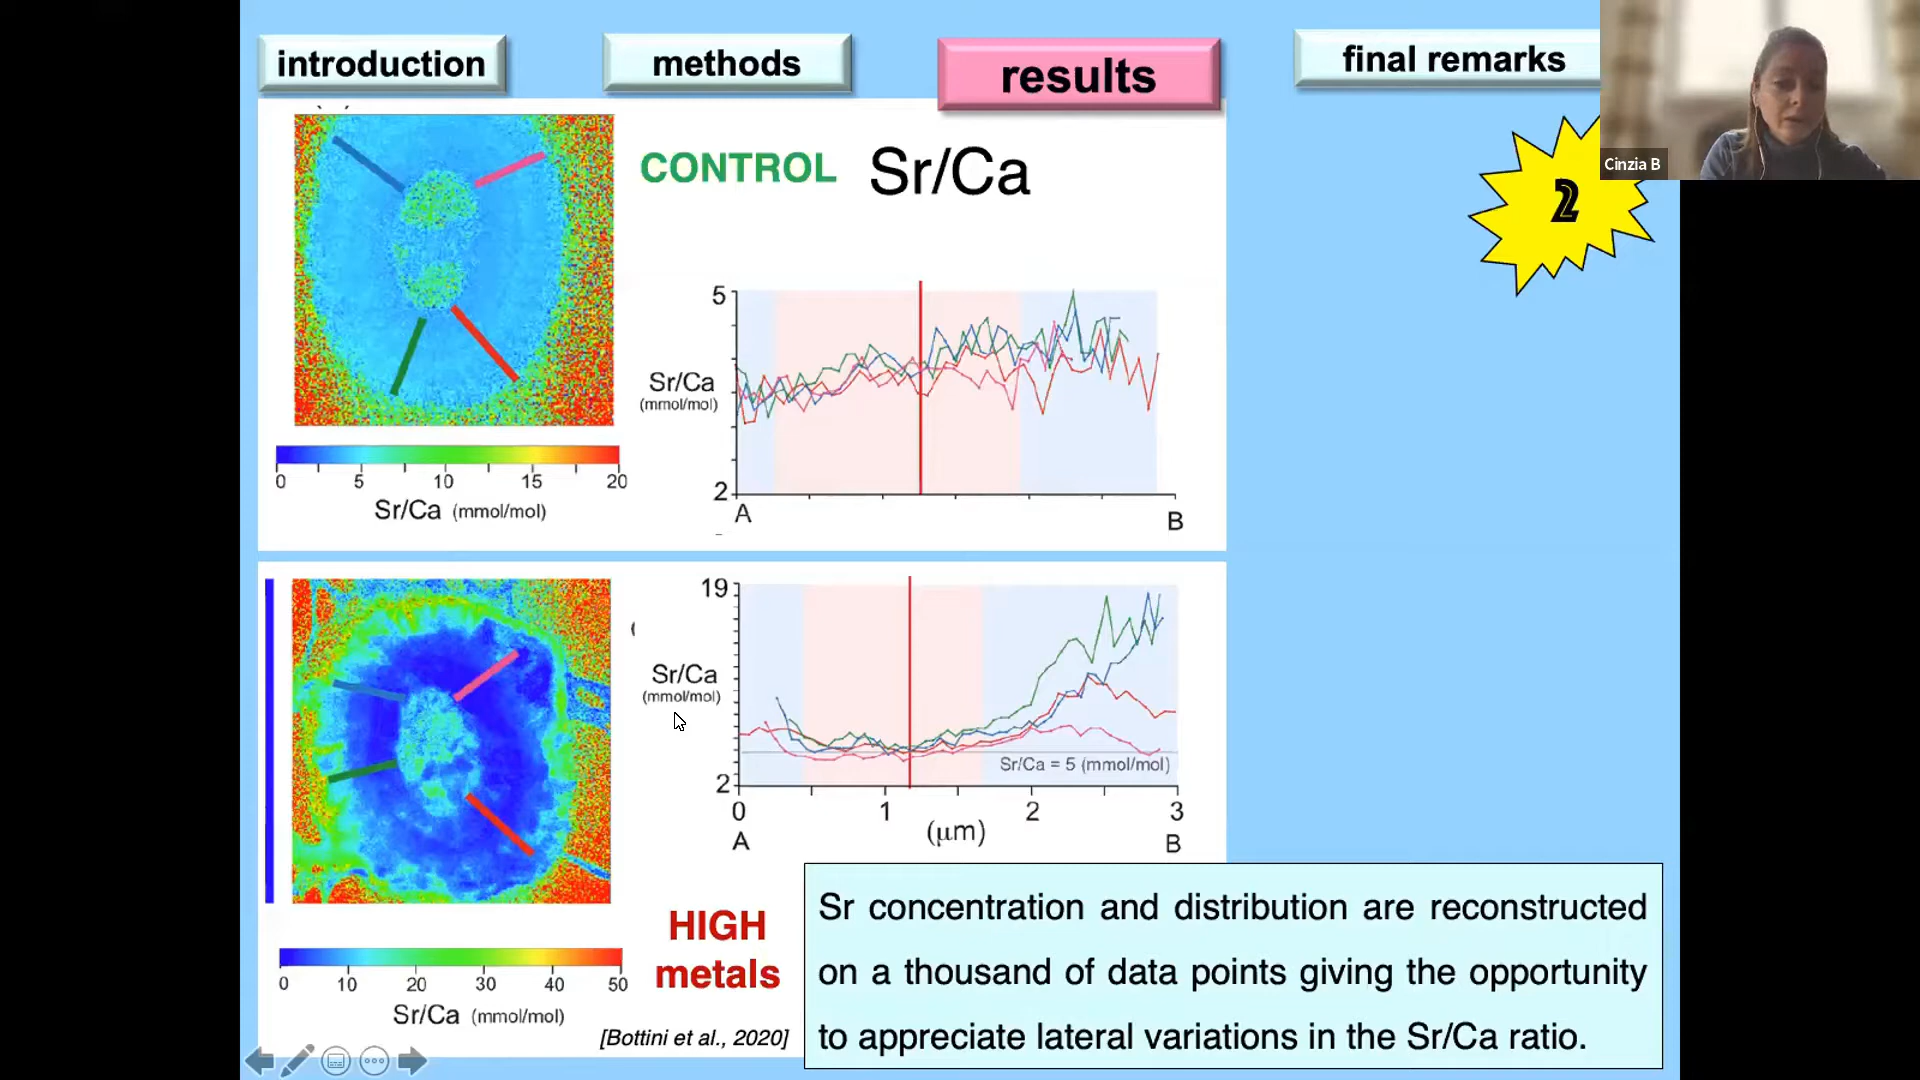 introduction
methods
results
final remarks
Cinzia B
2
CONTROL Sr/Ca
0 5 10 15 20
Sr/Ca (mmol/mol)
5
Sr/Ca
(mmol/mol)
2
A B
19
Sr/Ca
(mmol/mol)
Sr/Ca = 5 (mmol/mol)
2
0 1 2 3
(μm)
A B
0 10 20 30 40 50
Sr/Ca (mmol/mol)
HIGH
metals
[Bottini et al., 2020]
Sr concentration and distribution are reconstructed
on a thousand of data points giving the opportunity
to appreciate lateral variations in the Sr/Ca ratio.